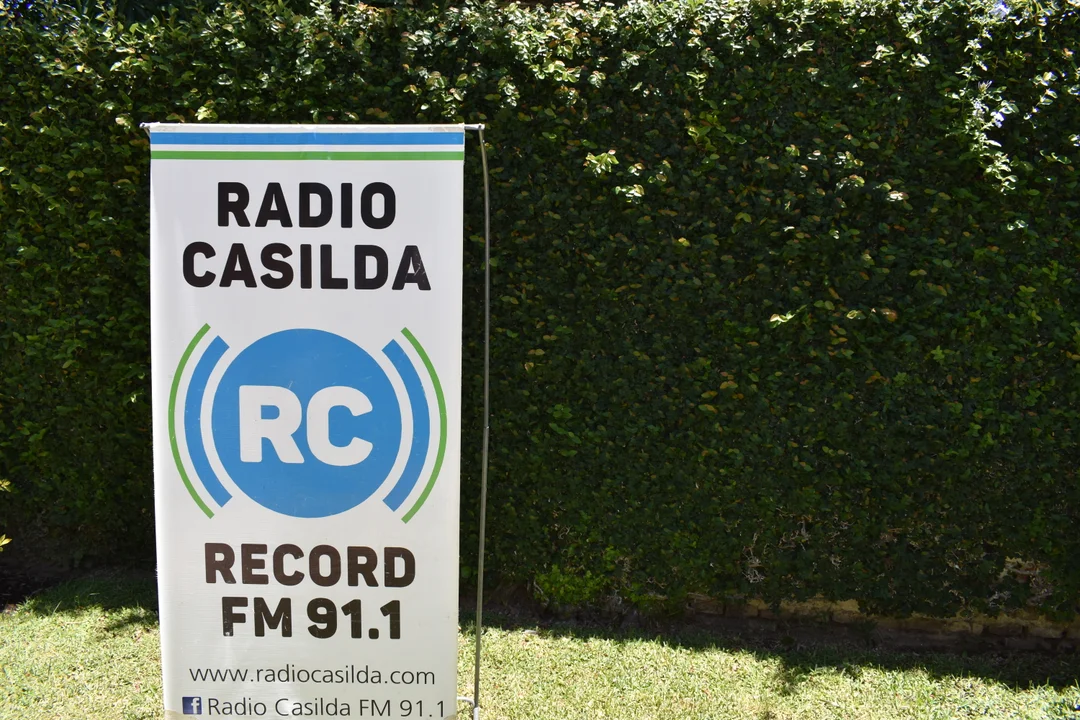 RADIO
CASILDA
RC
RECORD
FM 91.1
www.radiocasilda.com
f Radio Casilda FM 91.1